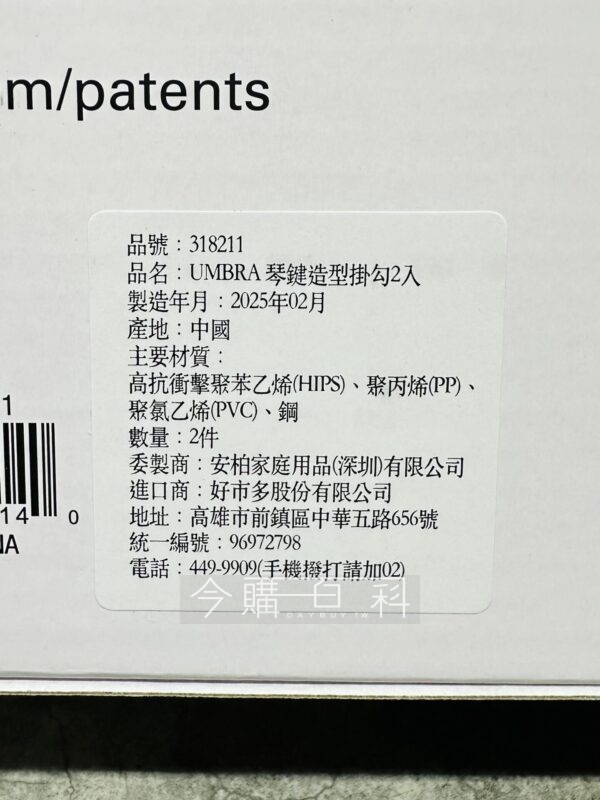 m/patents
品號：318211
品名：UMBRA 琴鍵造型掛勾2入
製造年月：2025年02月
產地：中國
主要材質：
高抗衝擊聚苯乙烯(HIPS)、聚丙烯(PP)、
聚氯乙烯(PVC)、鋼
數量：2件
委製商：安柏家庭用品(深圳)有限公司
進口商：好市多股份有限公司
地址：高雄市前鎮區中華五路656號
統一編號：96972798
電話：449-9909(手機撥打請加02)
1
14 0
NA
今購百科
DAYBUY.TW